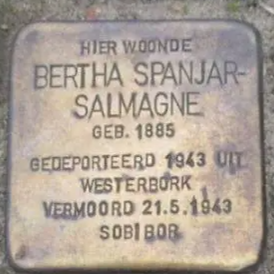 HIER WOONDE
BERTHA SPANJAR-
SALMAGNE
GEB. 1885
GEDEPORTEERD 1943 UIT
WESTERBORK
VERMOORD 21.5.1943
SOBIBOR